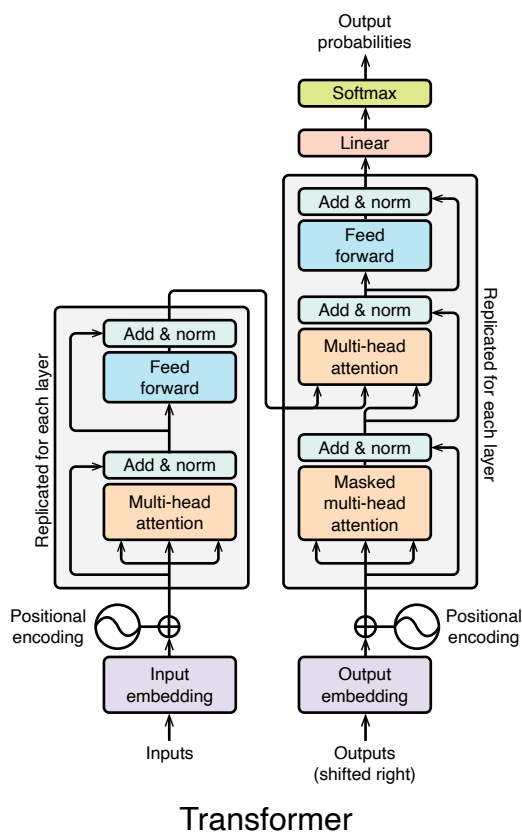 Output
probabilities
Softmax
Linear
Add & norm
Feed
forward
Add & norm
Multi-head
attention
Add & norm
Masked
multi-head
attention
Replicated for each layer
Add & norm
Feed
forward
Add & norm
Multi-head
attention
Replicated for each layer
Positional
encoding
Positional
encoding
Input
embedding
Output
embedding
Inputs
Outputs
(shifted right)
Transformer